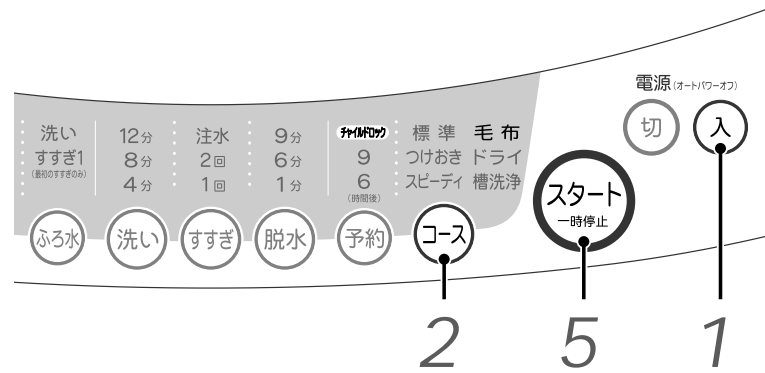 電源(オートパワーオフ)
切 入
洗い
すすぎ1
(最初のすすぎのみ)
ふろ水
12分
8分
4分
洗い
注水
2回
1回
すすぎ
9分
6分
1分
脱水
チャイルドロック
9
6
(時間後)
予約
標準 毛布
つけおき ドライ
スピーディ 槽洗浄
コース
スタート
一時停止
2 5 1